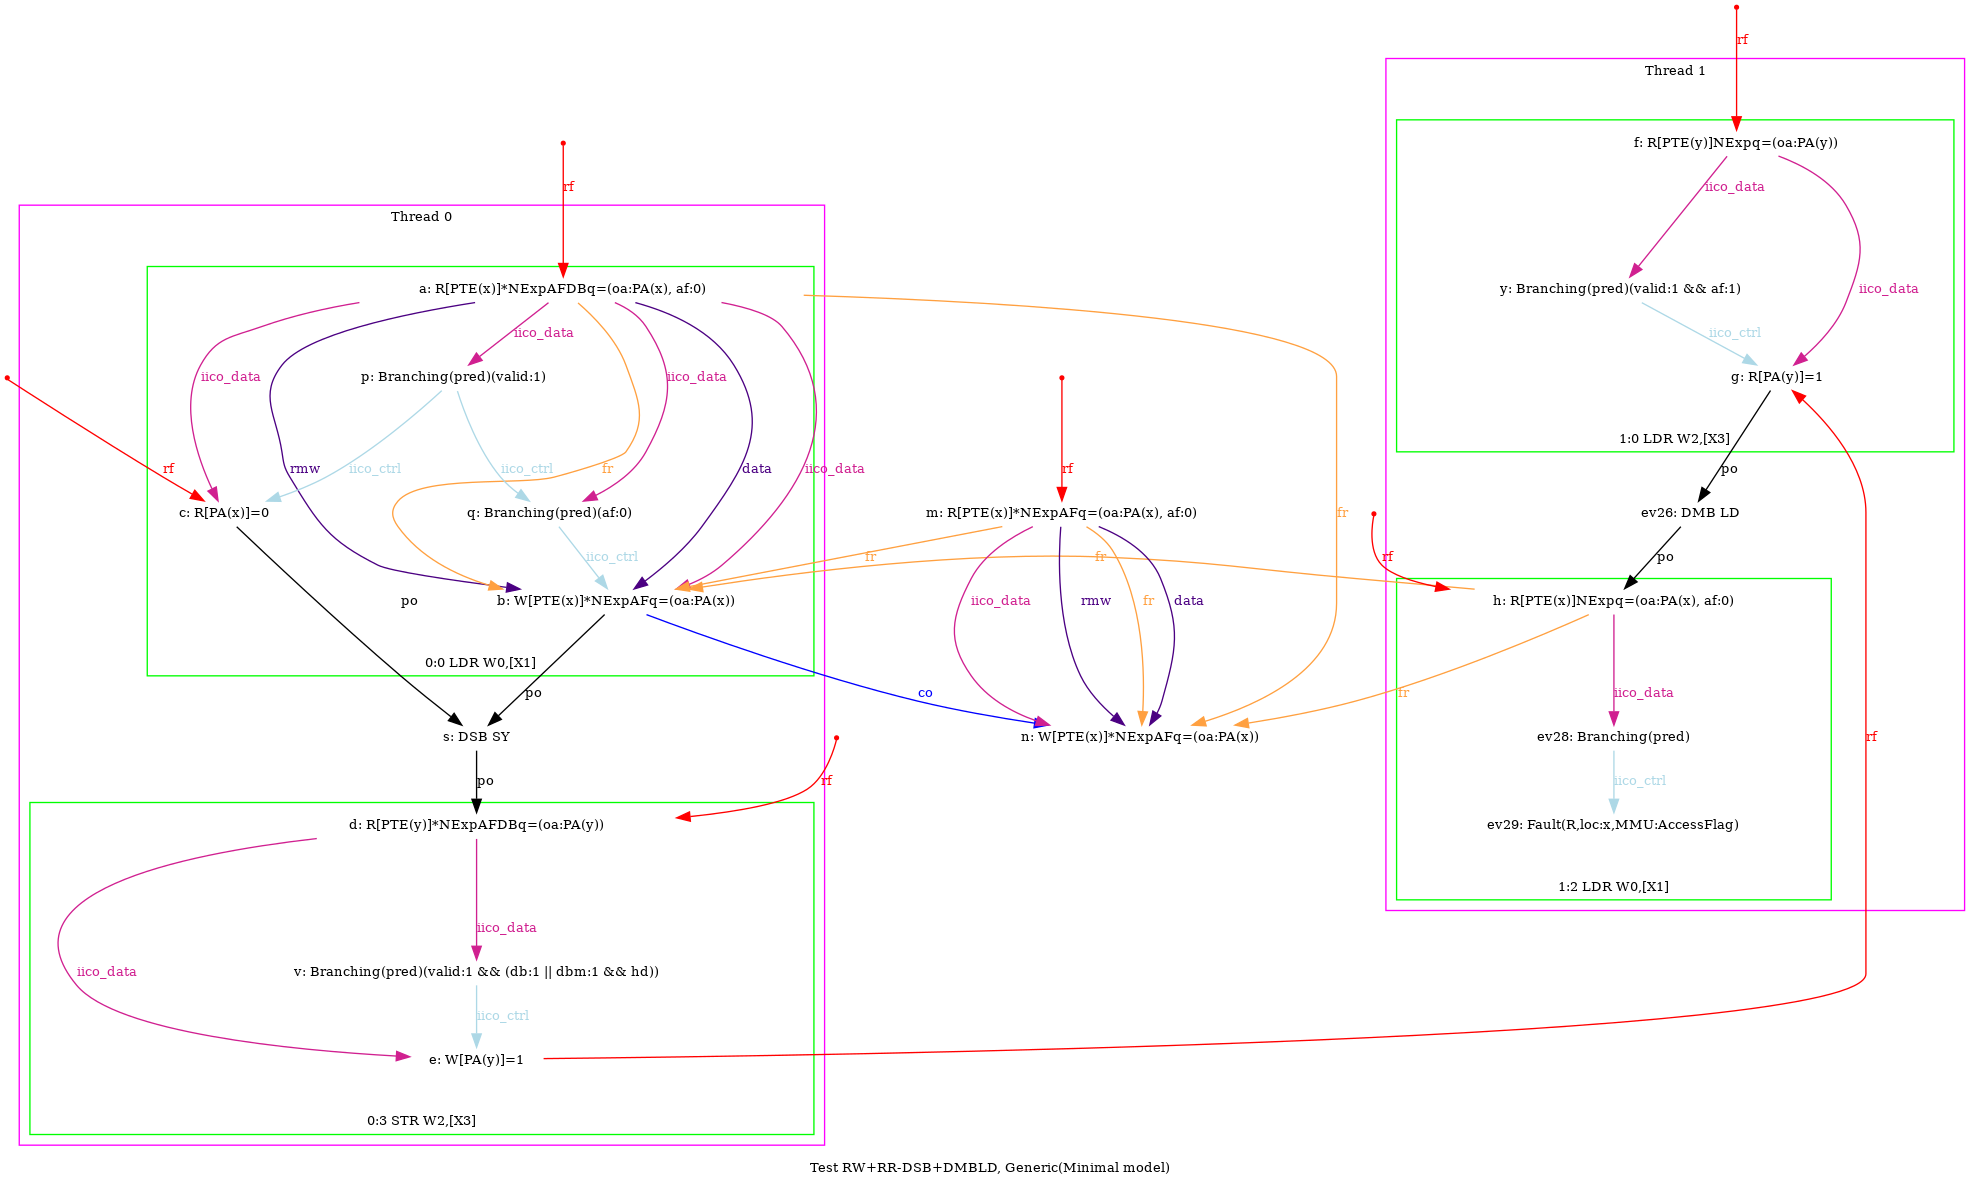 rf
Thread 1
f: R[PTE(y)]NExpq=(oa:PA(y))
rf
iico_data
Thread 0
a: R[PTE(x)]*NExpAFDBq=(oa:PA(x), af:0)
y: Branching(pred)(valid:1 && af:1)
iico_data
iico_data
iico_ctrl
iico_data
p: Branching(pred)(valid:1)
iico_data
g: R[PA(y)]=1
1:0 LDR W2,[X3]
rf
rmw
iico_ctrl
iico_ctrl
fr
data
iico_data
rf
po
c: R[PA(x)]=0
q: Branching(pred)(af:0)
m: R[PTE(x)]*NExpAFq=(oa:PA(x), af:0)
fr
ev26: DMB LD
iico_ctrl
fr
fr
rf
po
po
b: W[PTE(x)]*NExpAFq=(oa:PA(x))
iico_data
rmw
fr
data
h: R[PTE(x)]NExpq=(oa:PA(x), af:0)
0:0 LDR W0,[X1]
po
co
fr
iico_data
s: DSB SY
n: W[PTE(x)]*NExpAFq=(oa:PA(x))
ev28: Branching(pred)
rf
po
rf
iico_ctrl
d: R[PTE(y)]*NExpAFDBq=(oa:PA(y))
ev29: Fault(R,loc:x,MMU:AccessFlag)
1:2 LDR W0,[X1]
iico_data
iico_data
v: Branching(pred)(valid:1 && (db:1 || dbm:1 && hd))
iico_ctrl
e: W[PA(y)]=1
0:3 STR W2,[X3]
Test RW+RR-DSB+DMBLD, Generic(Minimal model)